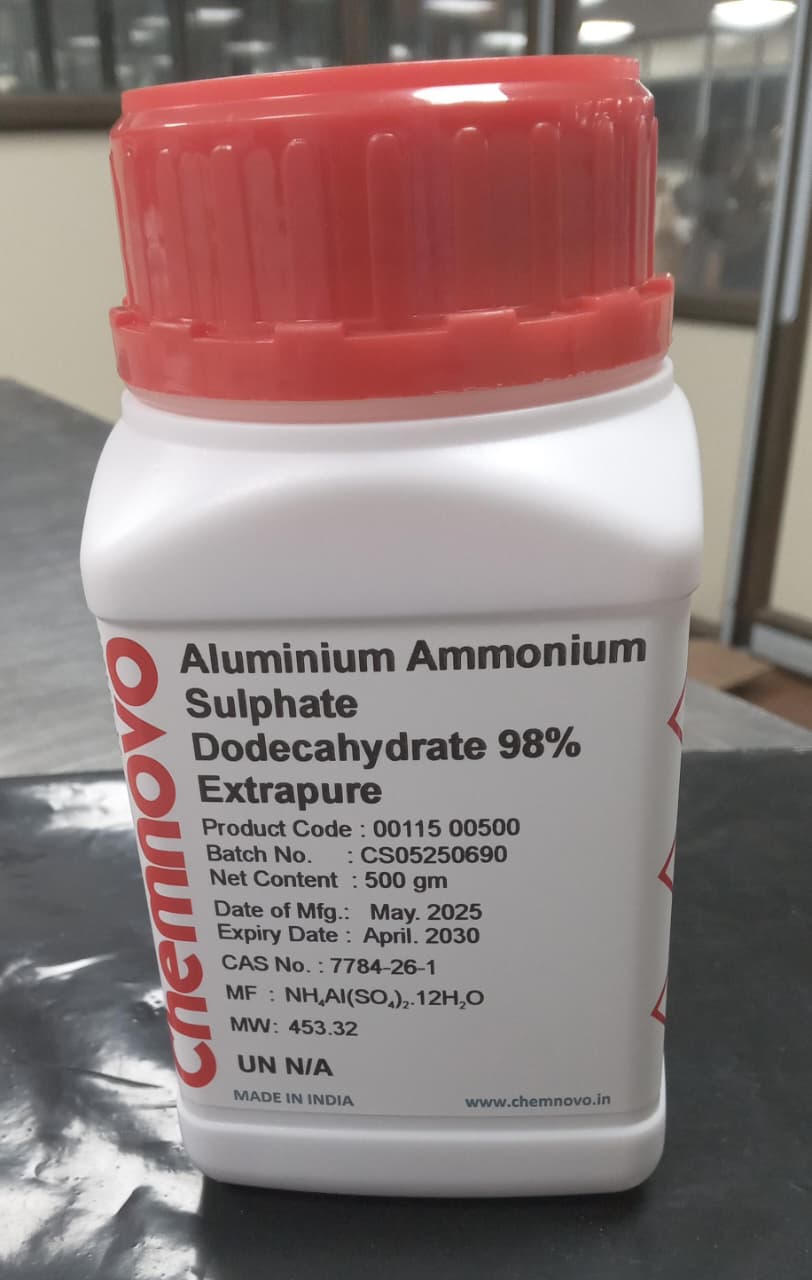 chemnovo
Aluminium Ammonium
Sulphate
Dodecahydrate 98%
Extrapure
Product Code : 00115 00500
Batch No. : CS05250690
Net Content : 500 gm
Date of Mfg.: May. 2025
Expiry Date : April. 2030
CAS No. : 7784-26-1
MF : NH₄Al(SO₄)₂.12H₂O
MW: 453.32
UN N/A
MADE IN INDIA www.chemnovo.in